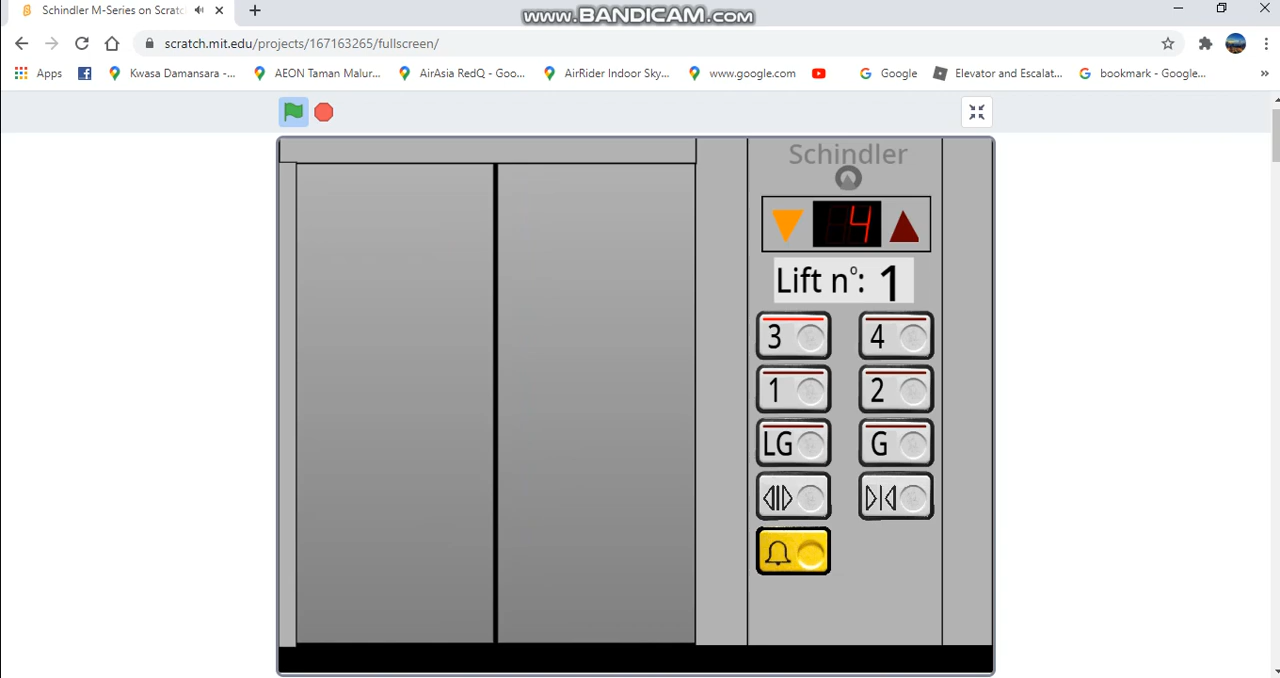 Schindler M-Series on Scratc
www.BANDICAM.com
scratch.mit.edu/projects/167163265/fullscreen/
Apps
Kwasa Damansara -...
AEON Taman Malur...
AirAsia RedQ - Goo...
AirRider Indoor Sky...
www.google.com
Google
Elevator and Escalat...
bookmark - Google...
Schindler
4
Lift nº: 1
3 4
1 2
LG G